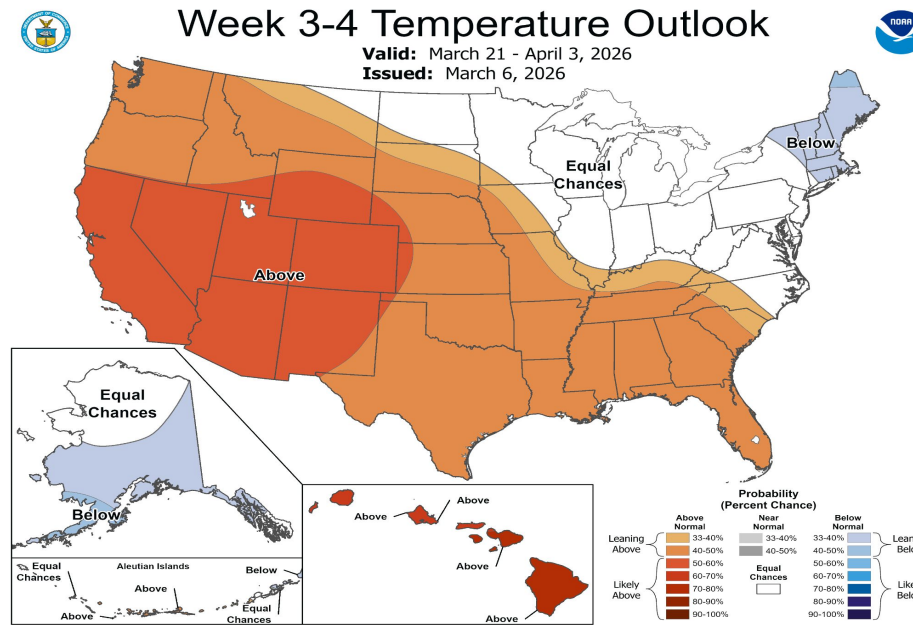 Week 3-4 Temperature Outlook
Valid: March 21 - April 3, 2026
Issued: March 6, 2026
NOAA
Below
Equal
Chances
Above
Equal
Chances
Below
Equal
Chances
Aleutian Islands
Above
Above
Below
Equal
Chances
Above
Above
Above
Above
Probability
(Percent Chance)
Above
Normal
Near
Normal
Below
Normal
Leaning
Above
33-40%
40-50%
33-40%
40-50%
33-40%
40-50%
Likely
Above
50-60%
60-70%
70-80%
80-90%
90-100%
Equal
Chances
50-60%
60-70%
70-80%
80-90%
90-100%
Lean
Belo
Like
Belo